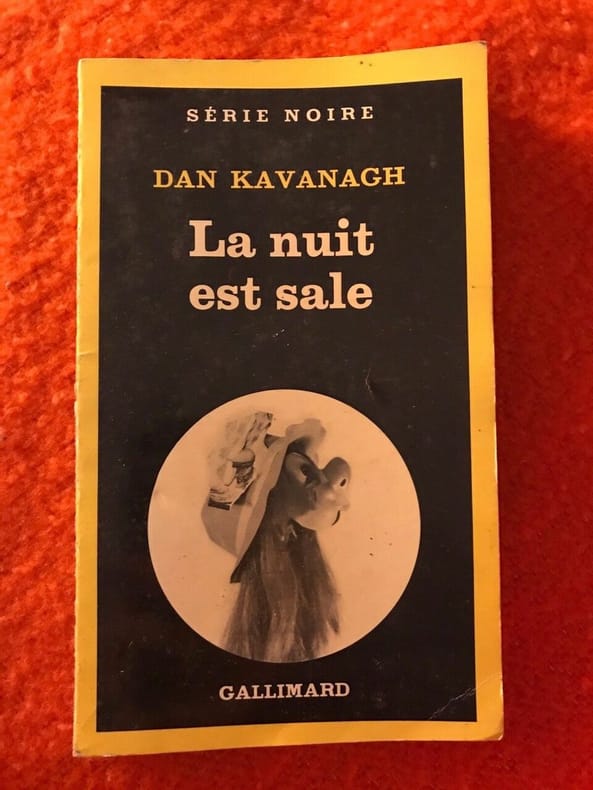 SÉRIE NOIRE
DAN KAVANAGH
La nuit
est sale
GALLIMARD